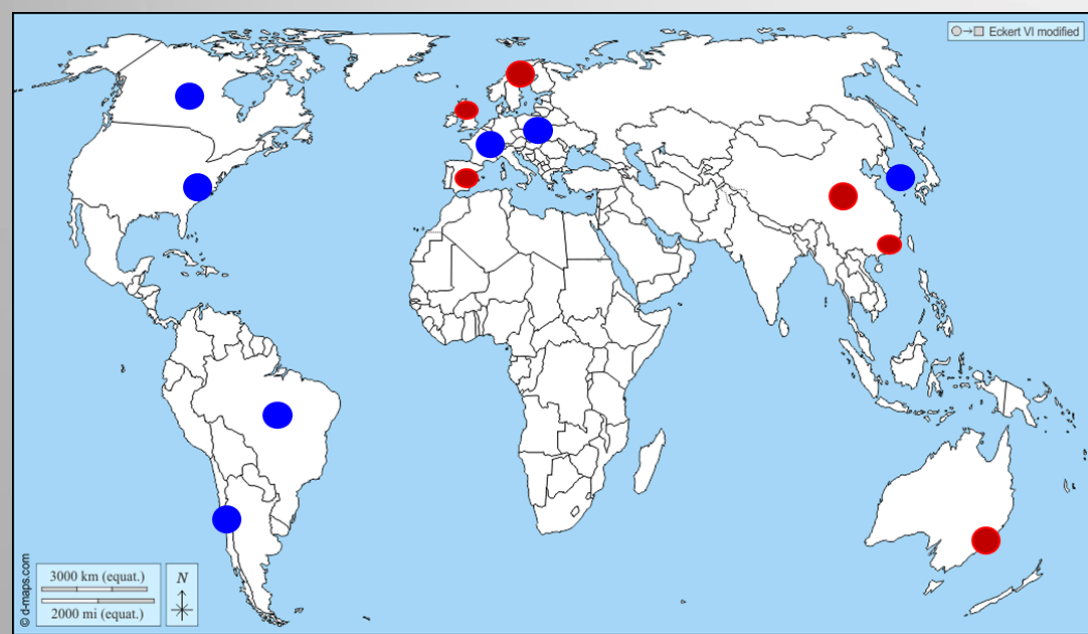 Eckert VI modified
3000 km (equat.)
2000 mi (equat.)
N
© d-maps.com